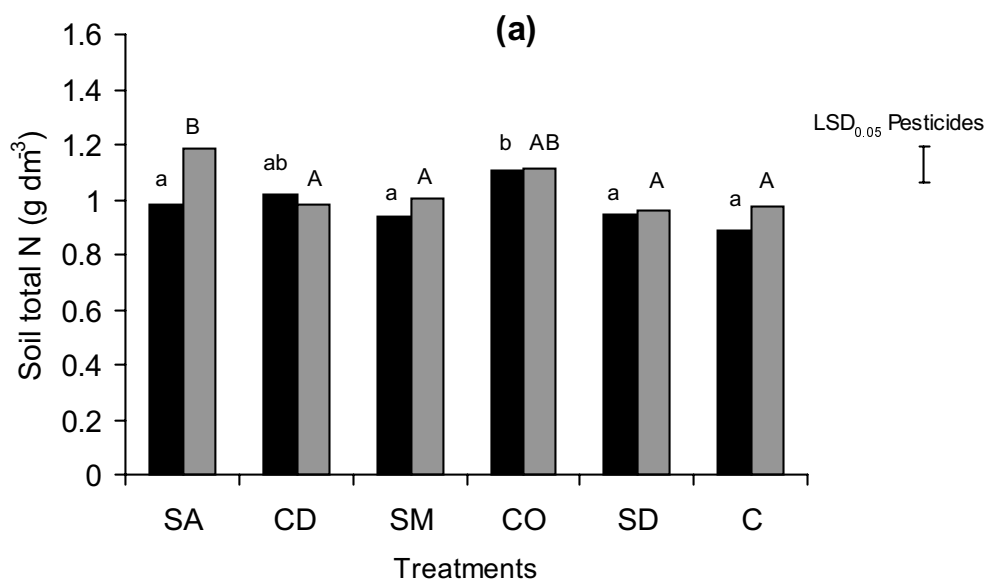 (a)
Soil total N (g dm⁻³)
1.6
1.4
1.2
1
0.8
0.6
0.4
0.2
0
a B
ab A
a A
b AB
a A
a A
SA CD SM CO SD C
Treatments
LSD₀.₀₅ Pesticides